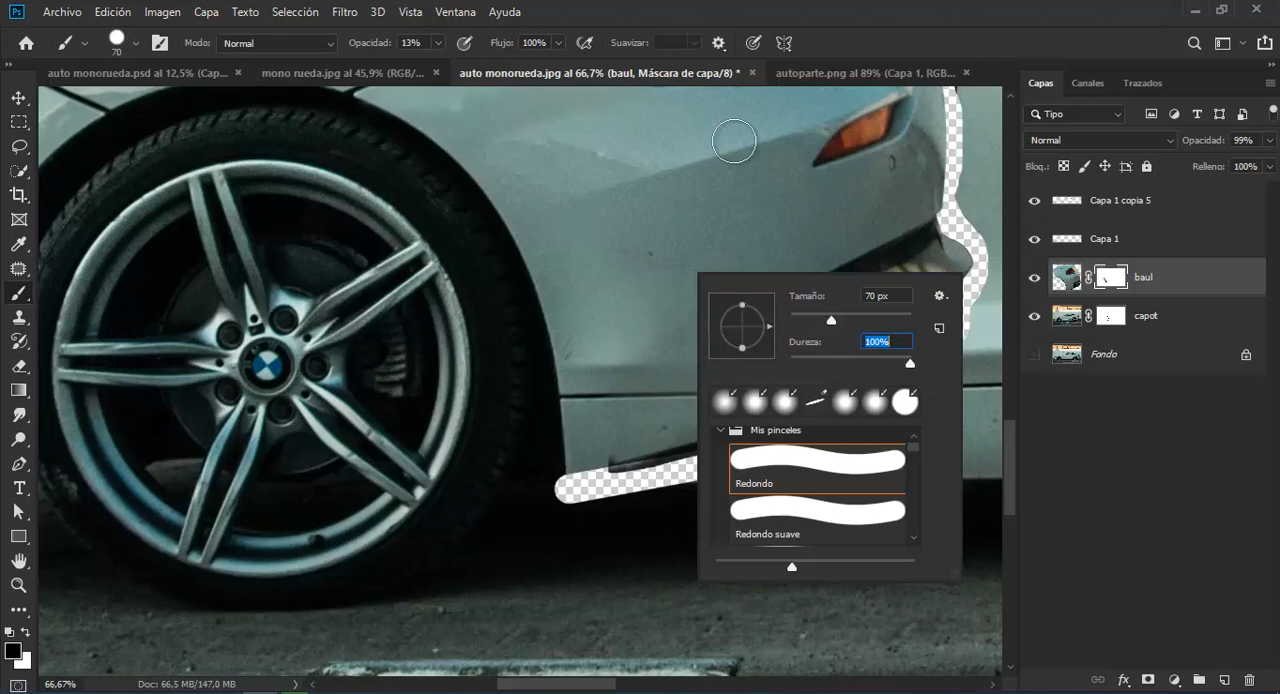 Ps Archivo Edición Imagen Capa Texto Selección Filtro 3D Vista Ventana Ayuda
70 Modo: Normal Opacidad: 13% Flujo: 100% Suavizar:
auto monorueda.psd al 12,5% (Cap... × mono rueda.jpg al 45,9% (RGB/... × auto monorueda.jpg al 66,7% (baul, Máscara de capa/8) * × autoparte.png al 89% (Capa 1, RGB... ×
Capas Canales Trazados
Tipo
Normal Opacidad: 99%
Bloq.: Relleno: 100%
Capa 1 copia 5
Capa 1
baul
capot
Fondo
Tamaño: 70 px
Dureza: 100%
Mis pinceles
Redondo
Redondo suave
66,67% Doc: 66,5 MB/147,0 MB